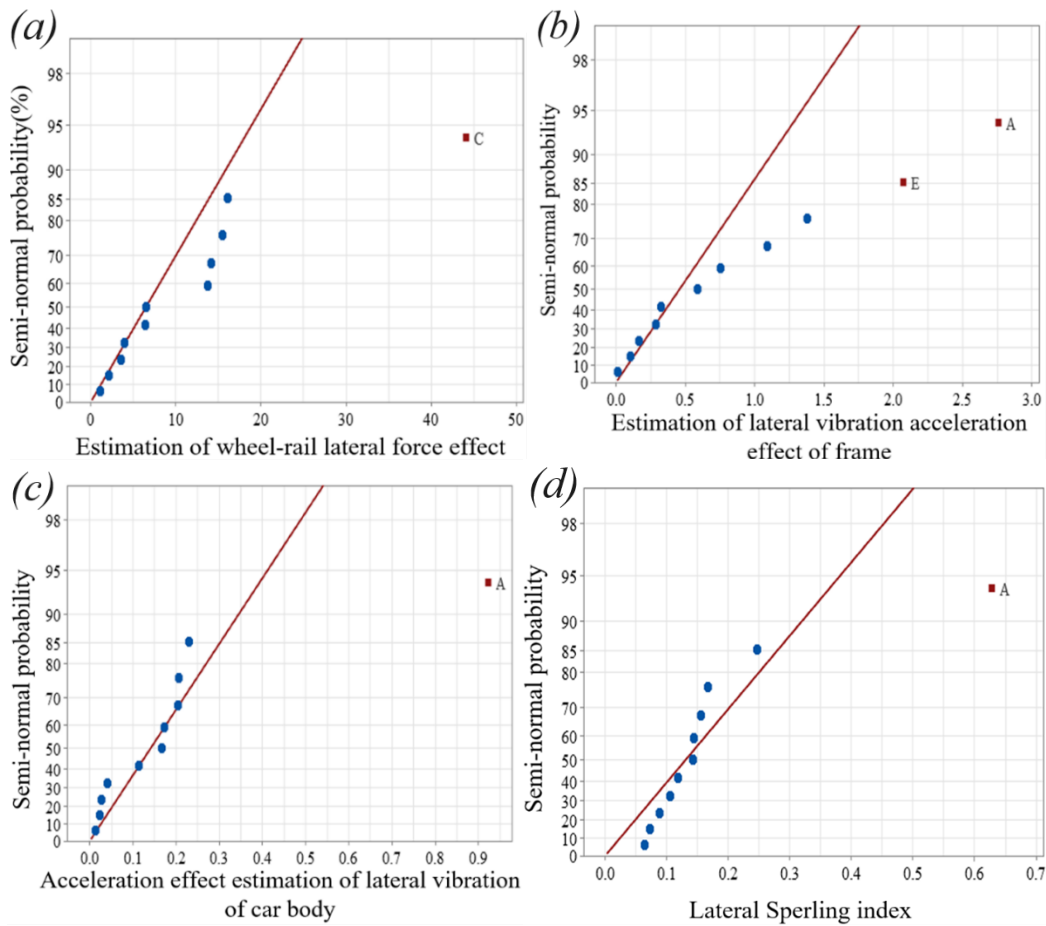 (a)
Semi-normal probability(%)
98
95
90
85
80
70
60
50
40
30
20
10
0
C
0 10 20 30 40 50
Estimation of wheel-rail lateral force effect
(b)
Semi-normal probability
98
95
90
85
80
70
60
50
40
30
20
10
0
A
E
0.0 0.5 1.0 1.5 2.0 2.5 3.0
Estimation of lateral vibration acceleration
effect of frame
(c)
Semi-normal probability
98
95
90
85
80
70
60
50
40
30
20
10
0
A
0.0 0.1 0.2 0.3 0.4 0.5 0.6 0.7 0.8 0.9
Acceleration effect estimation of lateral vibration
of car body
(d)
Semi-normal probability
98
95
90
85
80
70
60
50
40
30
20
10
0
A
0.0 0.1 0.2 0.3 0.4 0.5 0.6 0.7
Lateral Sperling index